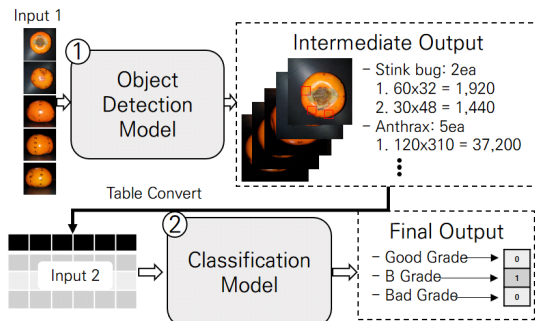 Input 1
1
Object
Detection
Model
Intermediate Output
- Stink bug: 2ea
1. 60x32 = 1,920
2. 30x48 = 1,440
- Anthrax: 5ea
1. 120x310 = 37,200
Table Convert
Input 2
2
Classification
Model
Final Output
- Good Grade
0
- B Grade
1
- Bad Grade
0